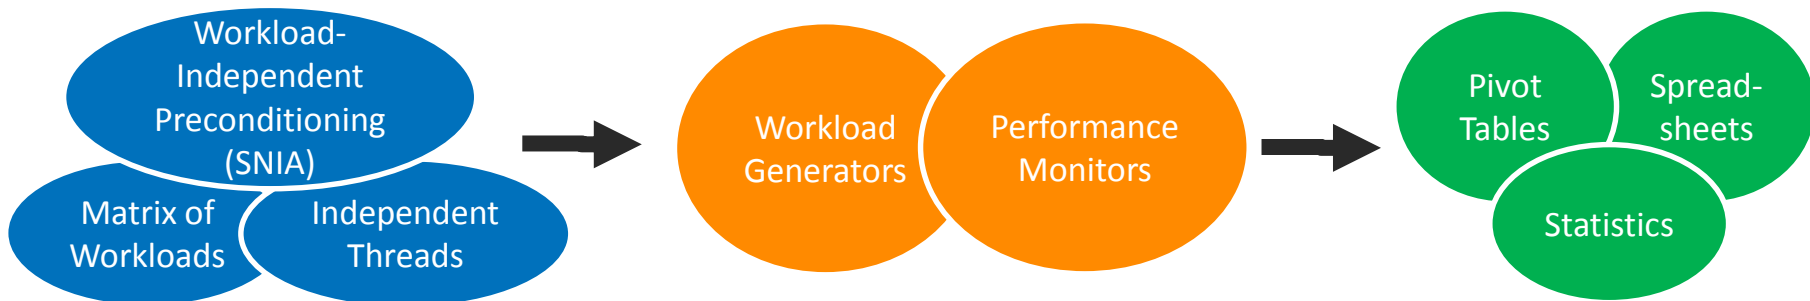 Workload-
Independent
Preconditioning
(SNIA)
Matrix of
Workloads
Independent
Threads
Workload
Generators
Performance
Monitors
Pivot
Tables
Spread-
sheets
Statistics